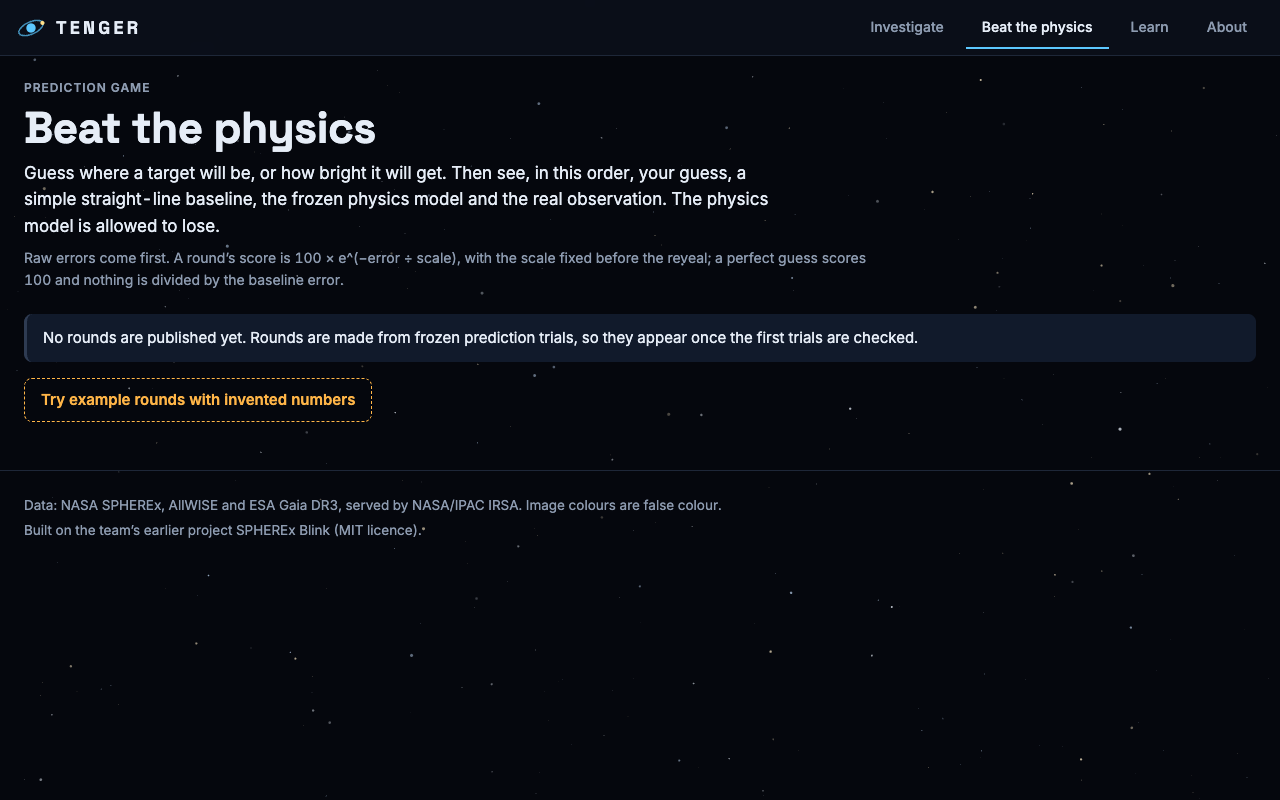 TENGER
Investigate
Beat the physics
Learn
About
PREDICTION GAME
Beat the physics
Guess where a target will be, or how bright it will get. Then see, in this order, your guess, a
simple straight-line baseline, the frozen physics model and the real observation. The physics
model is allowed to lose.
Raw errors come first. A round’s score is 100 × e^(−error ÷ scale), with the scale fixed before the reveal; a perfect guess scores
100 and nothing is divided by the baseline error.
No rounds are published yet. Rounds are made from frozen prediction trials, so they appear once the first trials are checked.
Try example rounds with invented numbers
Data: NASA SPHEREx, AllWISE and ESA Gaia DR3, served by NASA/IPAC IRSA. Image colours are false colour.
Built on the team’s earlier project SPHEREx Blink (MIT licence).